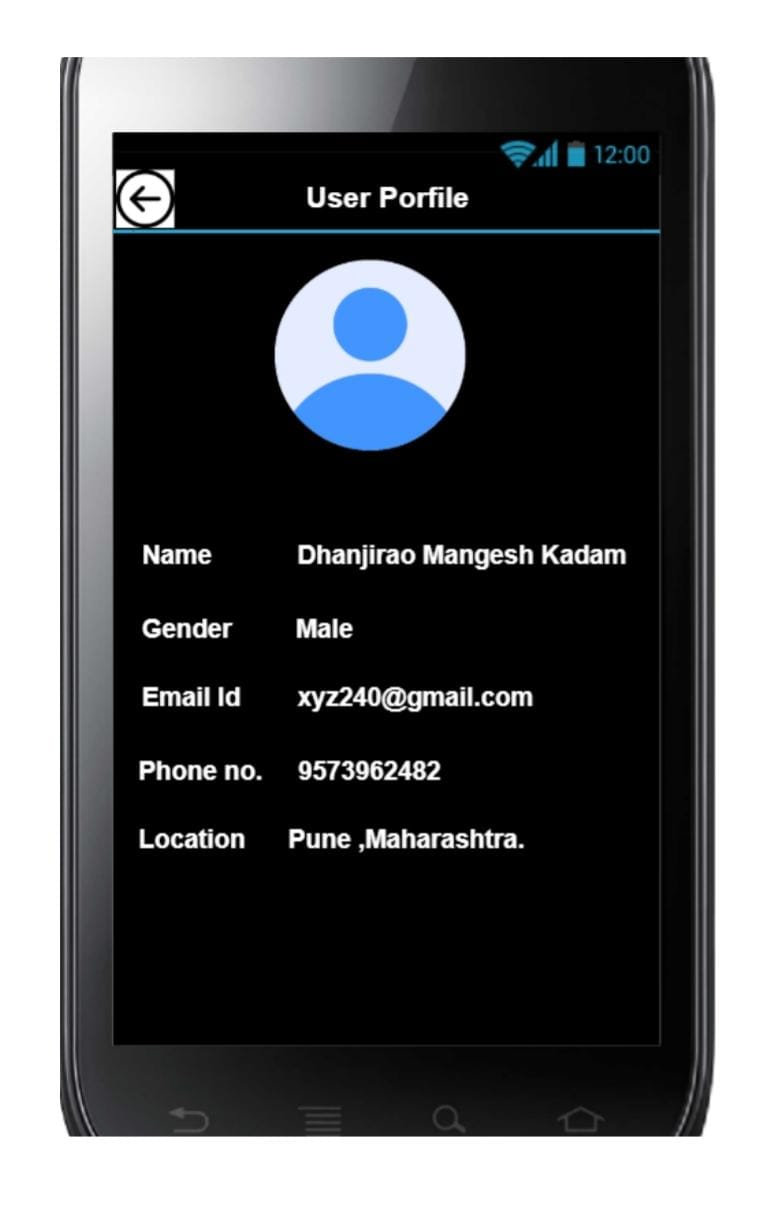 12:00
User Porfile
Name Dhanjirao Mangesh Kadam
Gender Male
Email Id xyz240@gmail.com
Phone no. 9573962482
Location Pune ,Maharashtra.